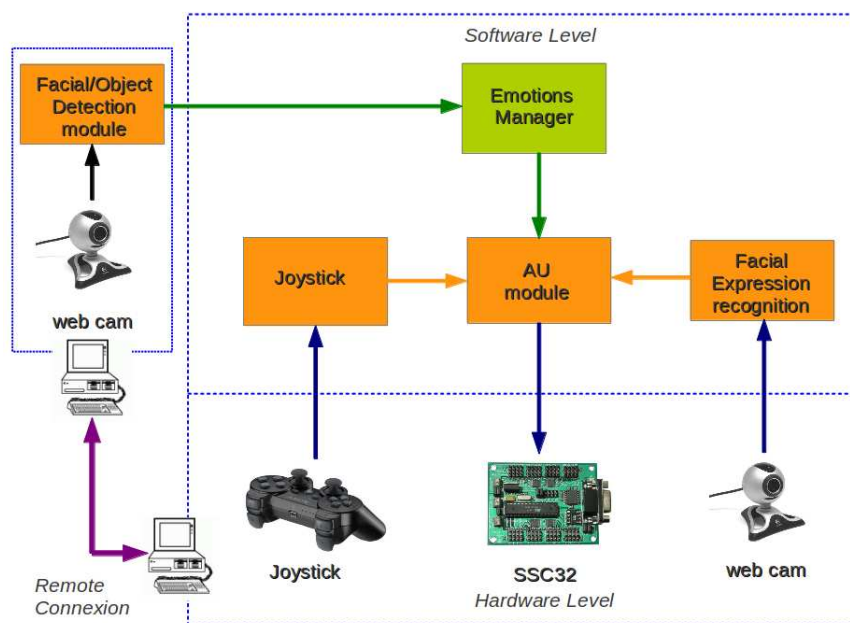 Software Level
Facial/Object
Detection
module
Emotions
Manager
web cam
Joystick
AU
module
Facial
Expression
recognition
Joystick
SSC32
web cam
Remote
Connexion
Hardware Level